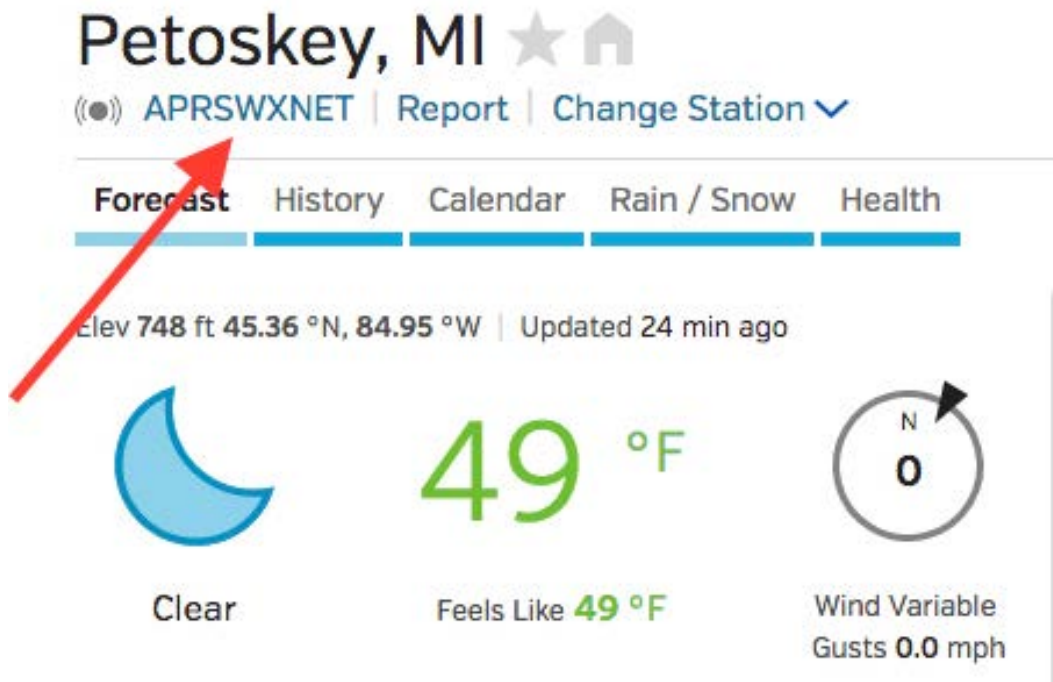 Petoskey, MI
APRSWXNET | Report | Change Station
Forecast History Calendar Rain / Snow Health
Elev 748 ft 45.36 °N, 84.95 °W | Updated 24 min ago
N
49 °F
0
Clear
Feels Like 49 °F
Wind Variable
Gusts 0.0 mph